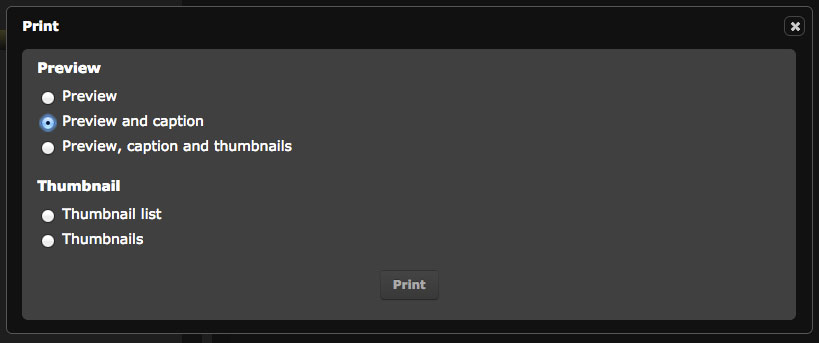 Print
Preview
Preview
Preview and caption
Preview, caption and thumbnails
Thumbnail
Thumbnail list
Thumbnails
Print